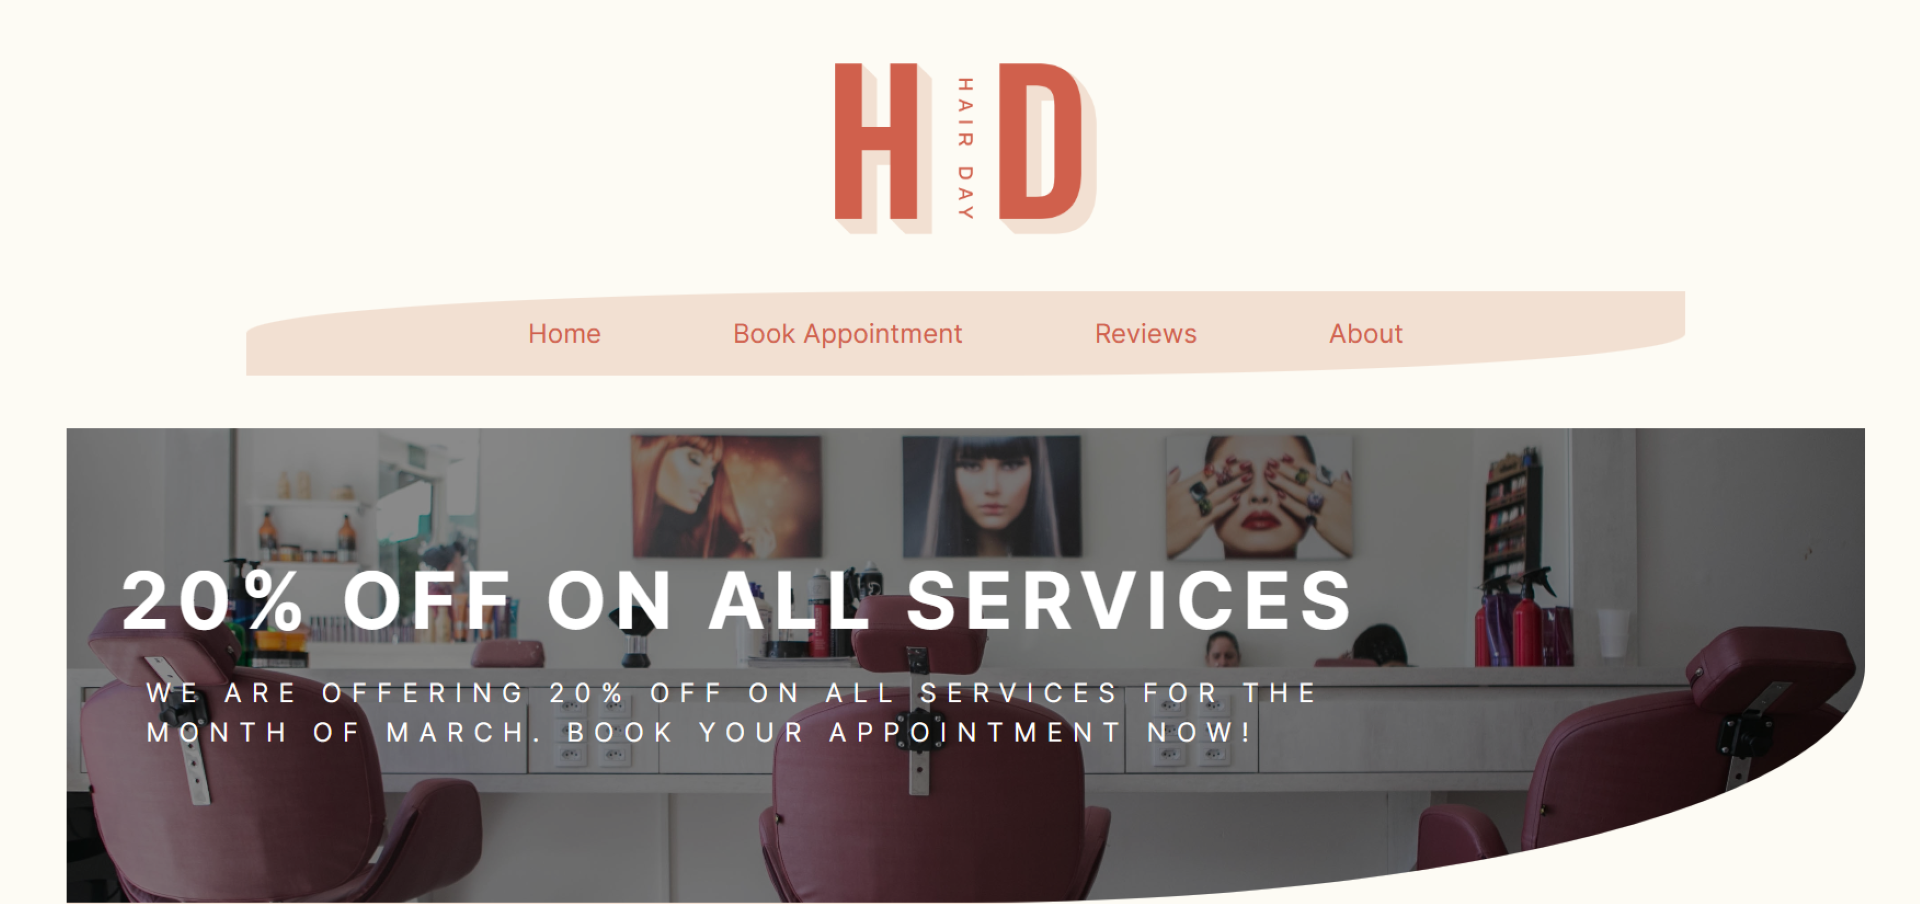 H HAIR DAY D
Home Book Appointment Reviews About
20% OFF ON ALL SERVICES
WE ARE OFFERING 20% OFF ON ALL SERVICES FOR THE
MONTH OF MARCH. BOOK YOUR APPOINTMENT NOW!